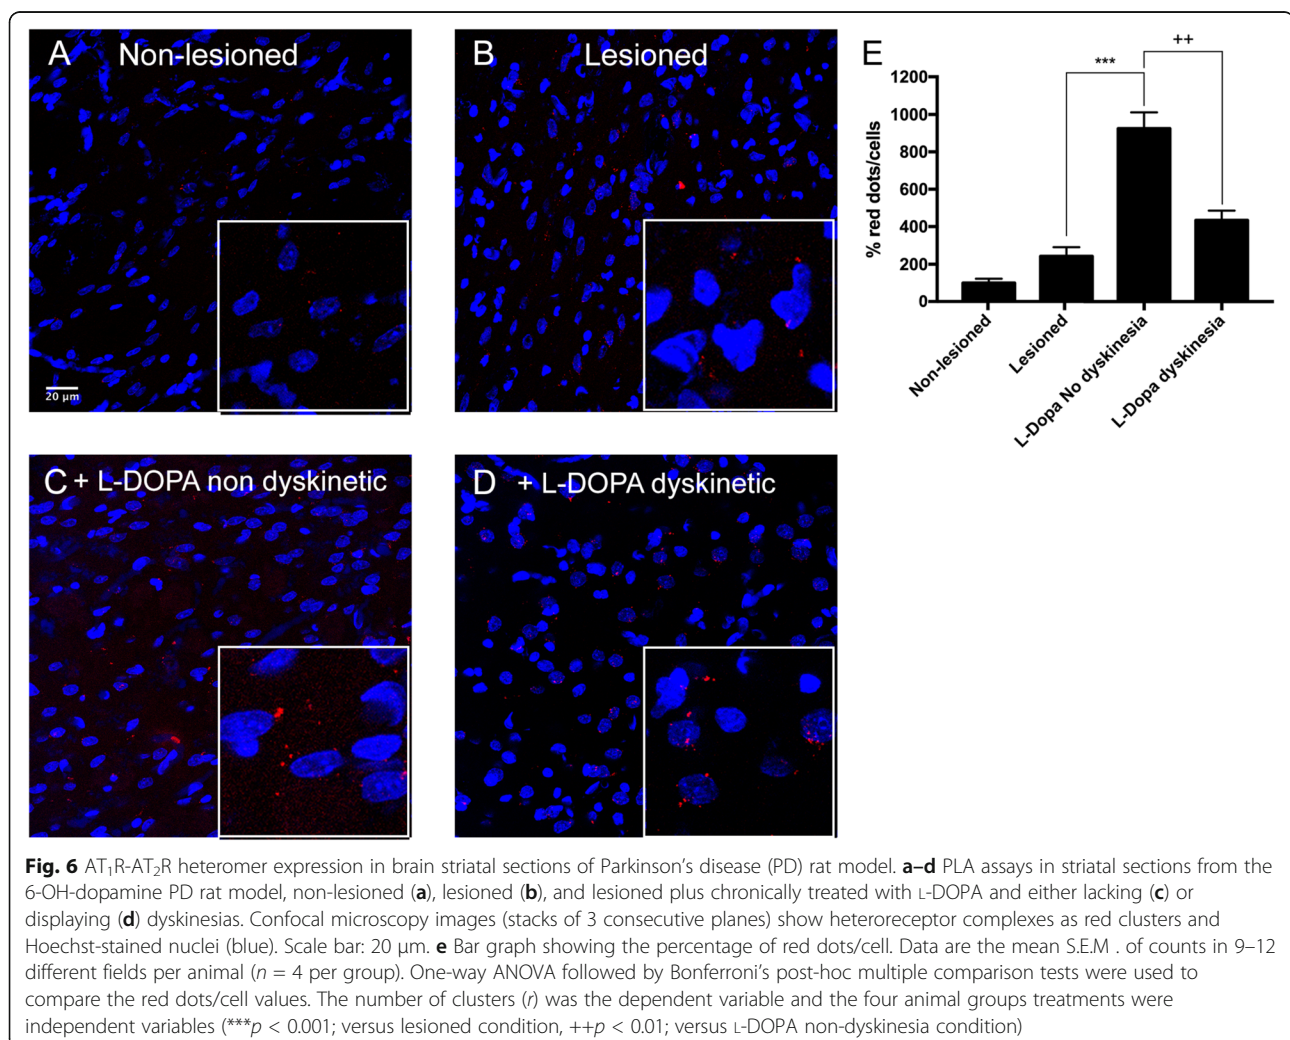 A Non-lesioned
20 µm
B Lesioned
C + L-DOPA non dyskinetic
D + L-DOPA dyskinetic
E
***
++
% red dots/cells
1200
1000
800
600
400
200
0
Non-lesioned
Lesioned
L-Dopa No dyskinesia
L-Dopa dyskinesia
Fig. 6 AT₁R-AT₂R heteromer expression in brain striatal sections of Parkinson's disease (PD) rat model. a–d PLA assays in striatal sections from the
6-OH-dopamine PD rat model, non-lesioned (a), lesioned (b), and lesioned plus chronically treated with L-DOPA and either lacking (c) or
displaying (d) dyskinesias. Confocal microscopy images (stacks of 3 consecutive planes) show heteroreceptor complexes as red clusters and
Hoechst-stained nuclei (blue). Scale bar: 20 µm. e Bar graph showing the percentage of red dots/cell. Data are the mean S.E.M . of counts in 9–12
different fields per animal (n = 4 per group). One-way ANOVA followed by Bonferroni's post-hoc multiple comparison tests were used to
compare the red dots/cell values. The number of clusters (r) was the dependent variable and the four animal groups treatments were
independent variables (***p < 0.001; versus lesioned condition, ++p < 0.01; versus L-DOPA non-dyskinesia condition)